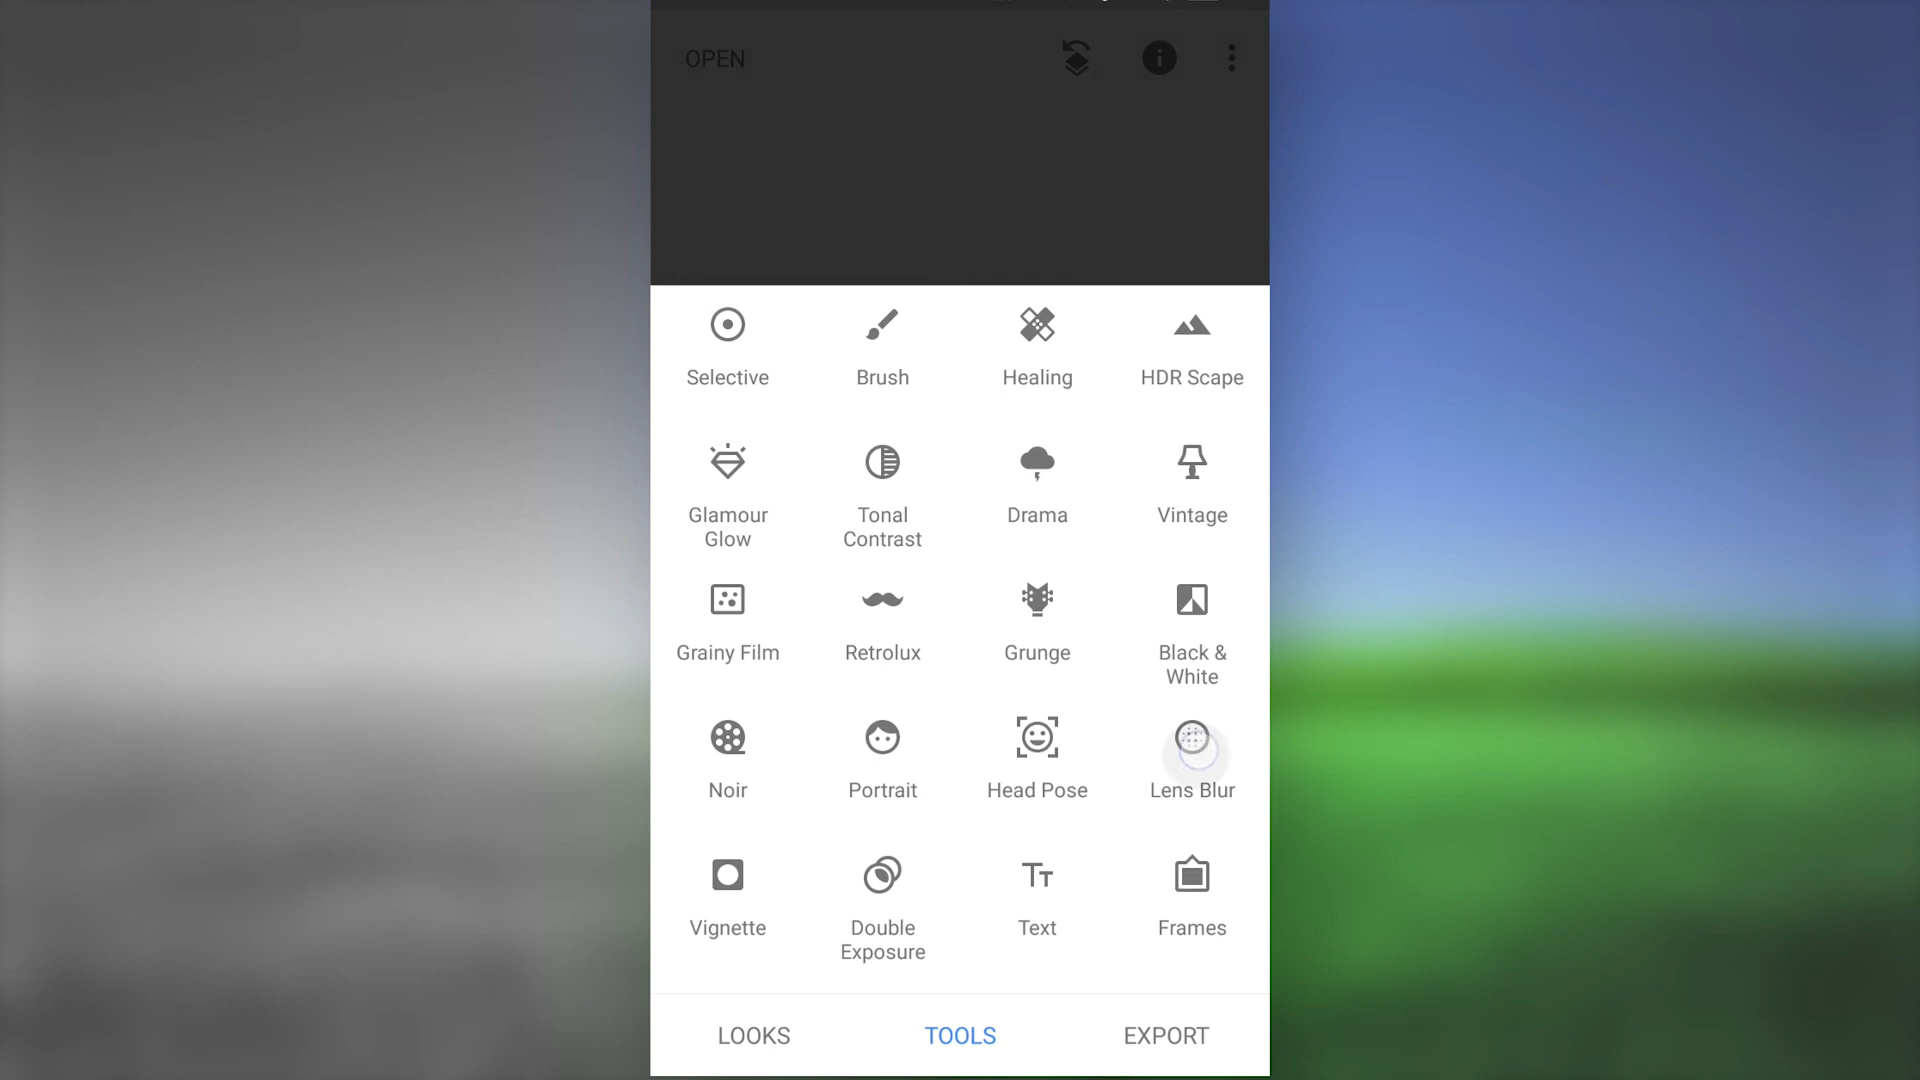 OPEN
Selective
Brush
Healing
HDR Scape
Glamour
Glow
Tonal
Contrast
Drama
Vintage
Grainy Film
Retrolux
Grunge
Black &
White
Noir
Portrait
Head Pose
Lens Blur
Vignette
Double
Exposure
Text
Frames
LOOKS
TOOLS
EXPORT